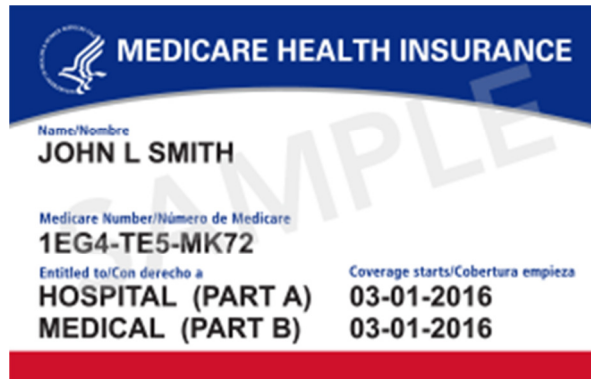 MEDICARE HEALTH INSURANCE
Name/Nombre
JOHN L SMITH
Medicare Number/Número de Medicare
1EG4-TE5-MK72
Entitled to/Con derecho a Coverage starts/Cobertura empieza
HOSPITAL (PART A) 03-01-2016
MEDICAL (PART B) 03-01-2016
SAMPLE